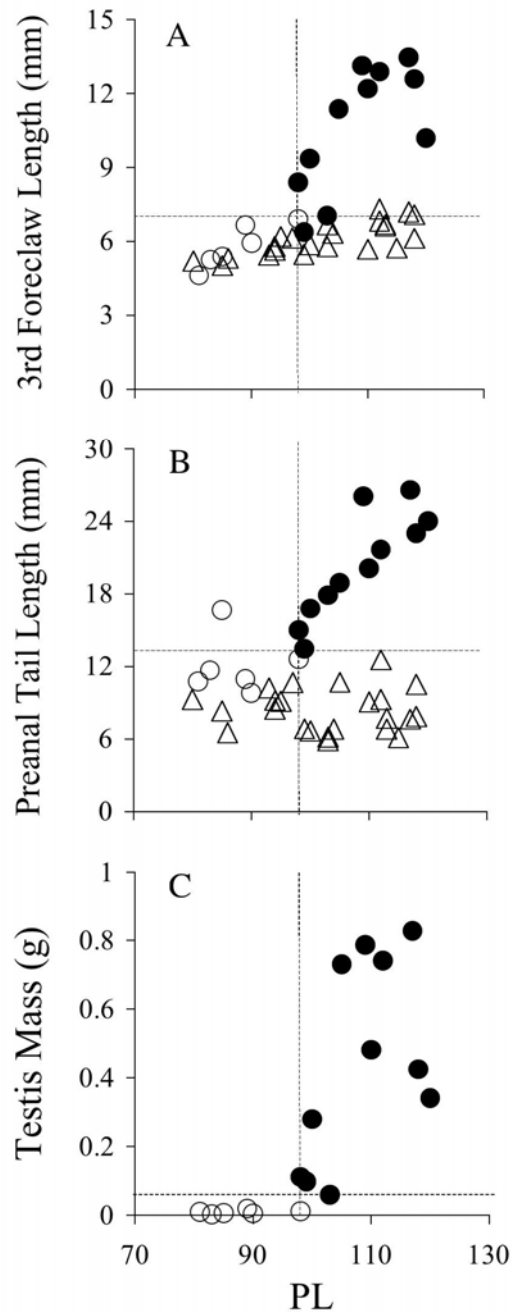 A
3rd Foreclaw Length (mm)
15
12
9
6
3
0
B
Preanal Tail Length (mm)
30
24
18
12
6
0
C
Testis Mass (g)
1
0.8
0.6
0.4
0.2
0
70 90 110 130
PL